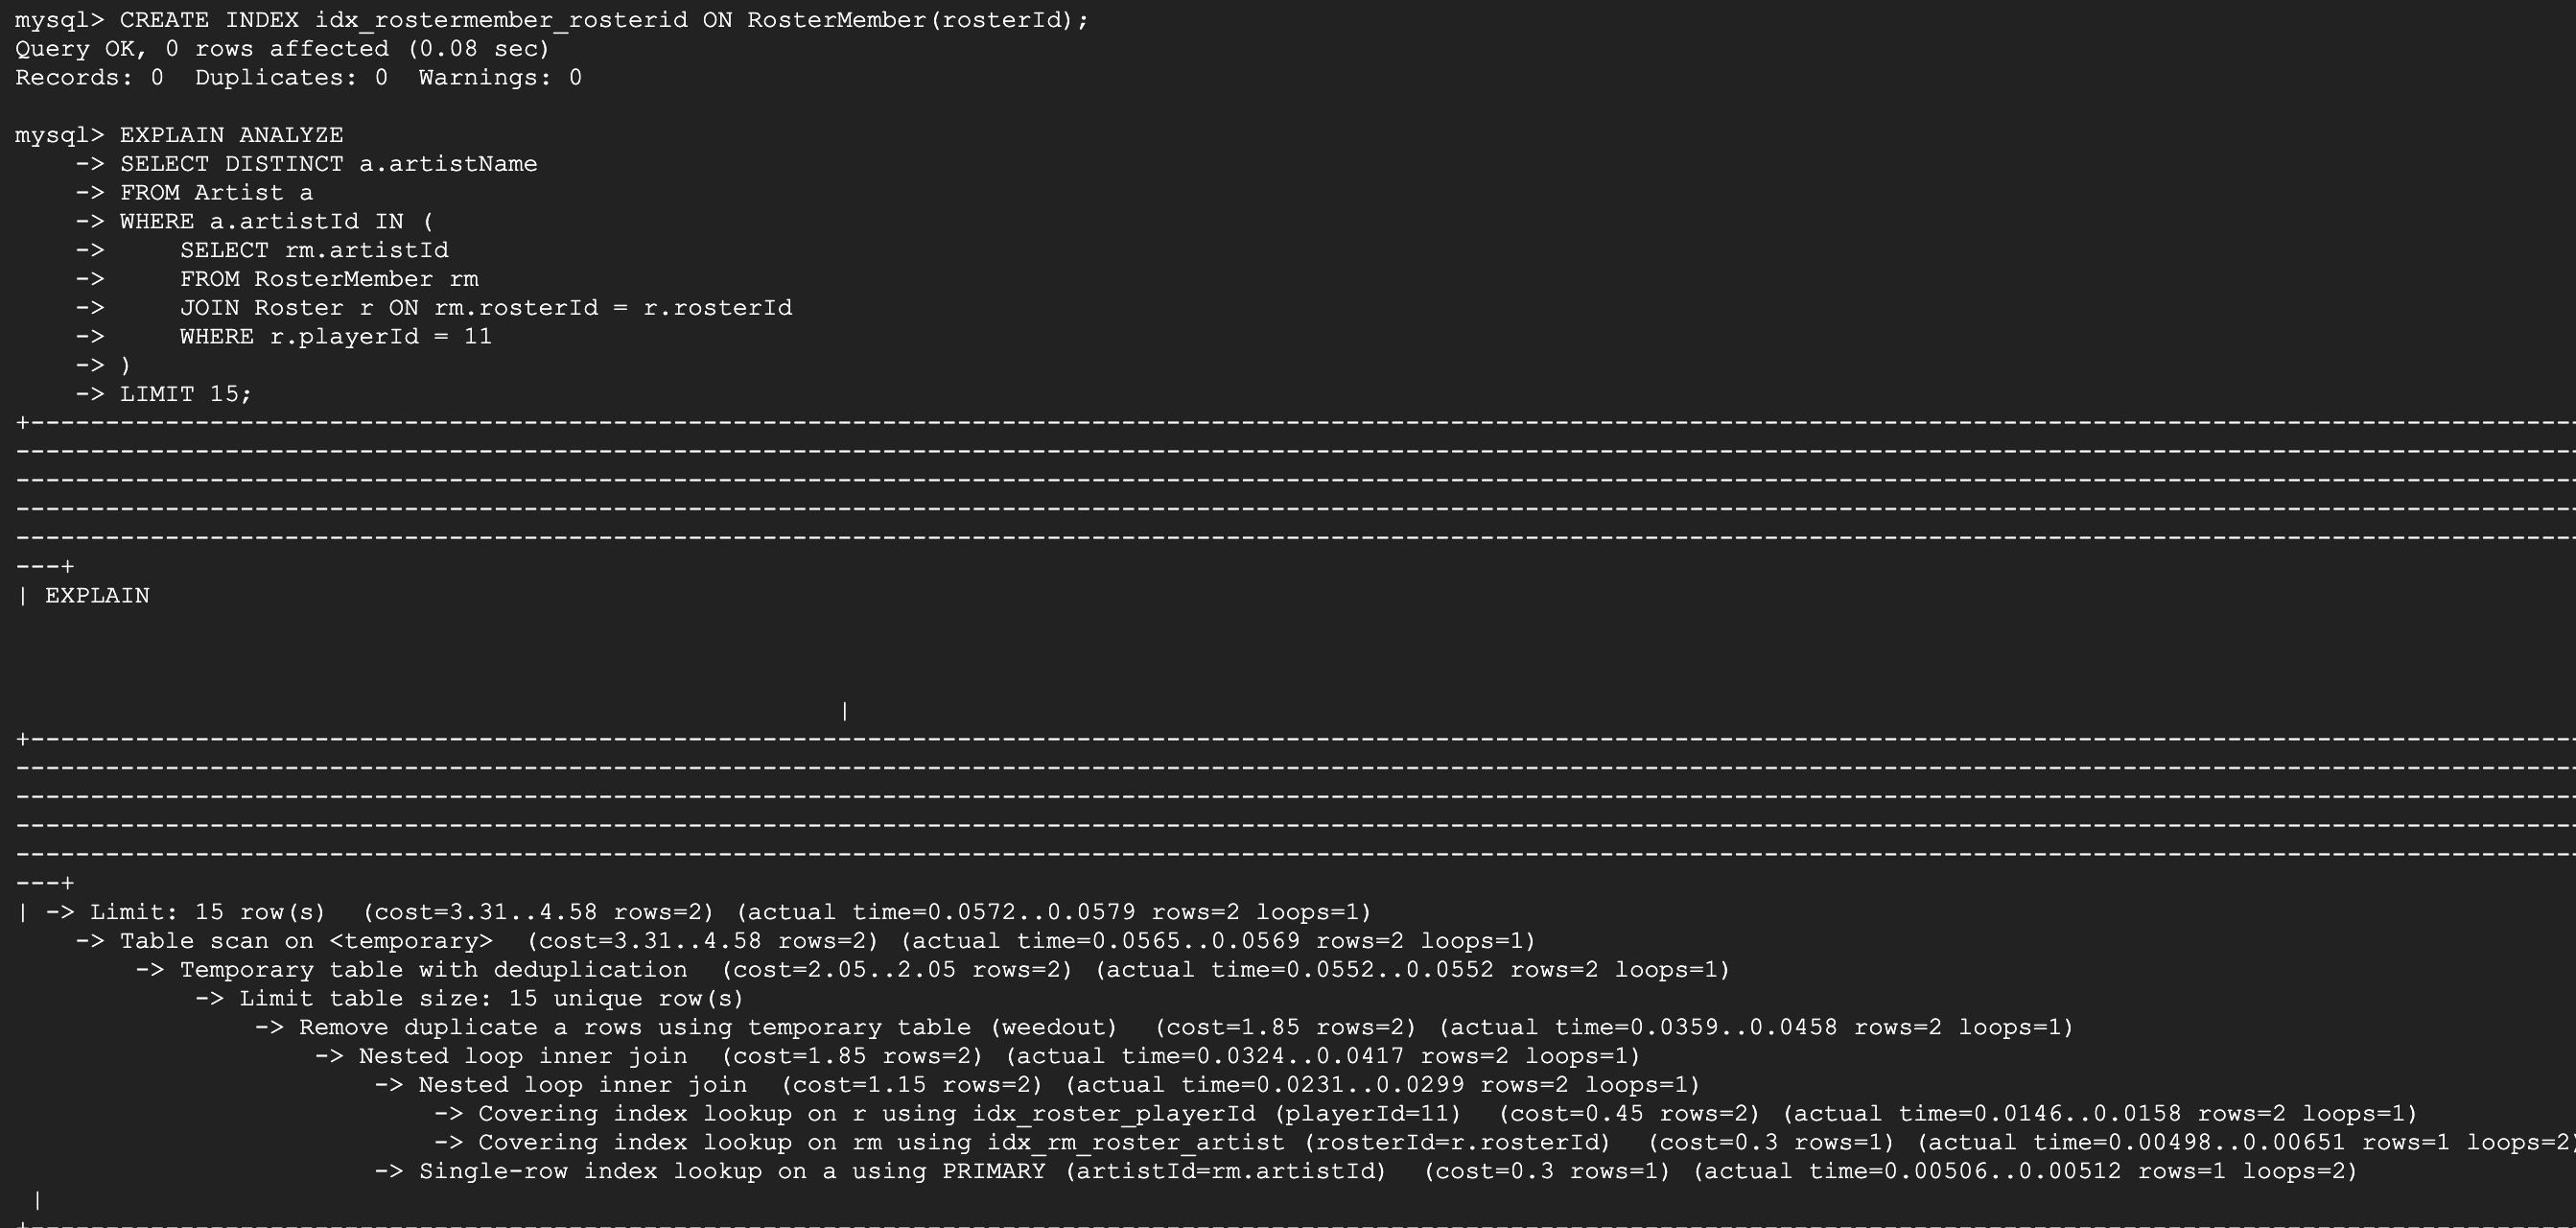 mysql> CREATE INDEX idx_rostermember_rosterid ON RosterMember(rosterId);
Query OK, 0 rows affected (0.08 sec)
Records: 0  Duplicates: 0  Warnings: 0

mysql> EXPLAIN ANALYZE
    -> SELECT DISTINCT a.artistName
    -> FROM Artist a
    -> WHERE a.artistId IN (
    ->     SELECT rm.artistId
    ->     FROM RosterMember rm
    ->     JOIN Roster r ON rm.rosterId = r.rosterId
    ->     WHERE r.playerId = 11
    -> )
    -> LIMIT 15;
| EXPLAIN
|
| -> Limit: 15 row(s)  (cost=3.31..4.58 rows=2) (actual time=0.0572..0.0579 rows=2 loops=1)
    -> Table scan on <temporary>  (cost=3.31..4.58 rows=2) (actual time=0.0565..0.0569 rows=2 loops=1)
        -> Temporary table with deduplication  (cost=2.05..2.05 rows=2) (actual time=0.0552..0.0552 rows=2 loops=1)
            -> Limit table size: 15 unique row(s)
                -> Remove duplicate a rows using temporary table (weedout)  (cost=1.85 rows=2) (actual time=0.0359..0.0458 rows=2 loops=1)
                    -> Nested loop inner join  (cost=1.85 rows=2) (actual time=0.0324..0.0417 rows=2 loops=1)
                        -> Nested loop inner join  (cost=1.15 rows=2) (actual time=0.0231..0.0299 rows=2 loops=1)
                            -> Covering index lookup on r using idx_roster_playerId (playerId=11)  (cost=0.45 rows=2) (actual time=0.0146..0.0158 rows=2 loops=1)
                            -> Covering index lookup on rm using idx_rm_roster_artist (rosterId=r.rosterId)  (cost=0.3 rows=1) (actual time=0.00498..0.00651 rows=1 loops=2)
                        -> Single-row index lookup on a using PRIMARY (artistId=rm.artistId)  (cost=0.3 rows=1) (actual time=0.00506..0.00512 rows=1 loops=2)
|